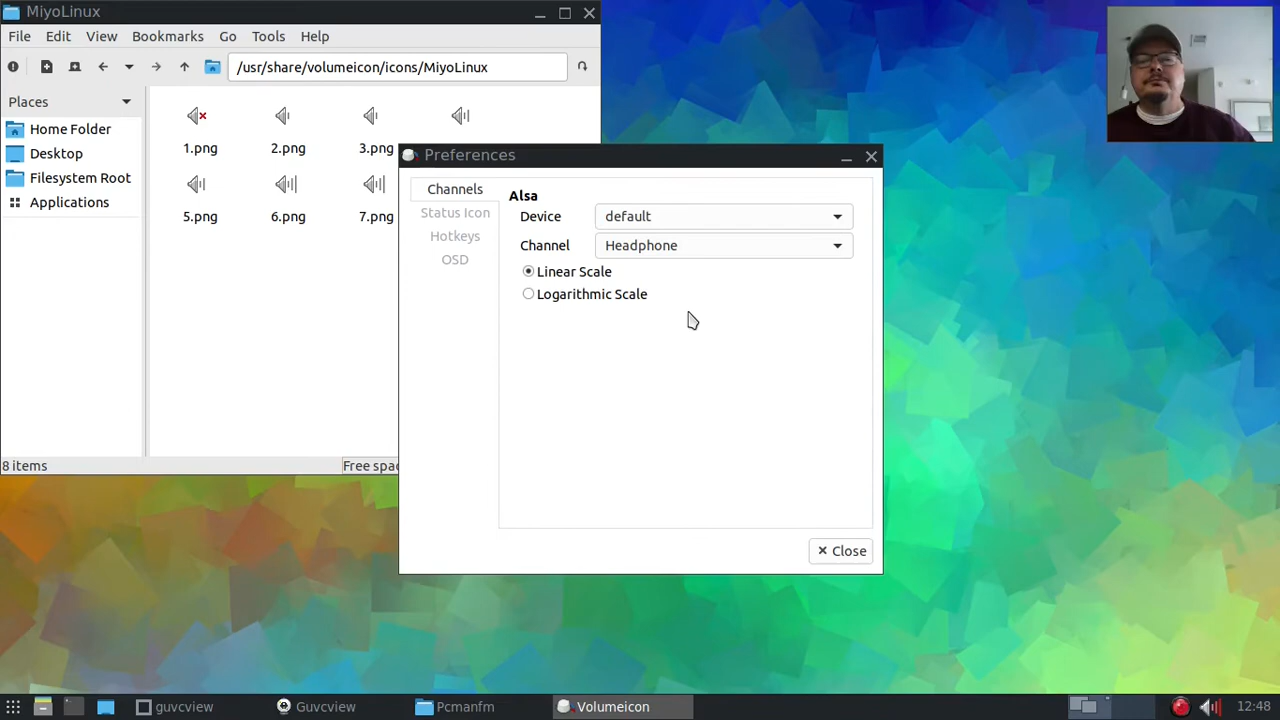 MiyoLinux
File Edit View Bookmarks Go Tools Help
/usr/share/volumeicon/icons/MiyoLinux
Places
Home Folder
Desktop
Filesystem Root
Applications
1.png 2.png 3.png
5.png 6.png 7.png
8 items
Free spac
Preferences
Channels
Status Icon
Hotkeys
OSD
Alsa
Device default
Channel Headphone
Linear Scale
Logarithmic Scale
Close
guvcview Guvcview Pcmanfm Volumeicon 12:48